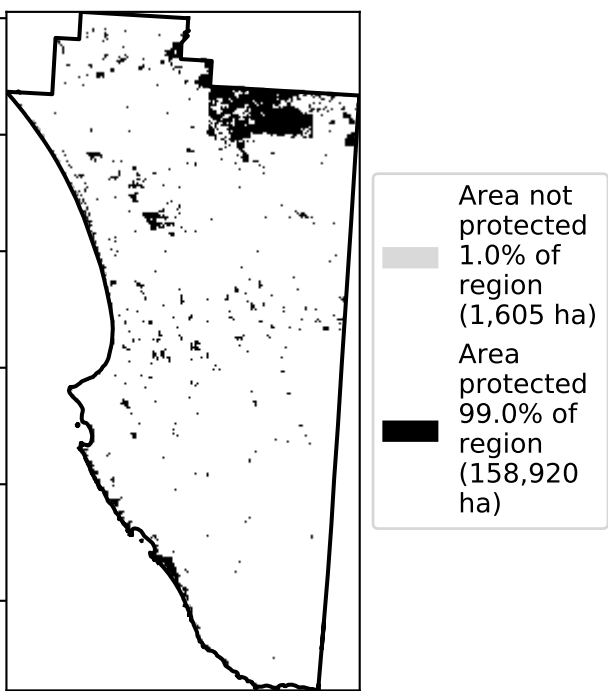 Area not
protected
1.0% of
region
(1,605 ha)
Area
protected
99.0% of
region
(158,920
ha)